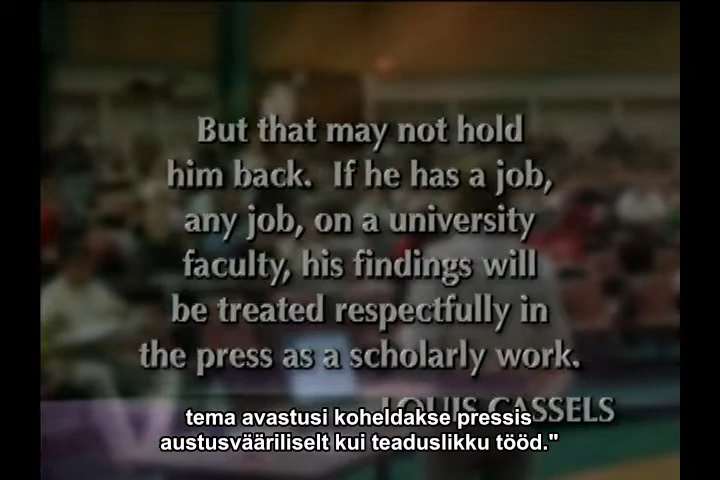 But that may not hold
him back. If he has a job,
any job, on a university
faculty, his findings will
be treated respectfully in
the press as a scholarly work.
LOUIS CASSELS
tema avastusi koheldakse pressis
austusvääriliselt kui teaduslikku tööd."